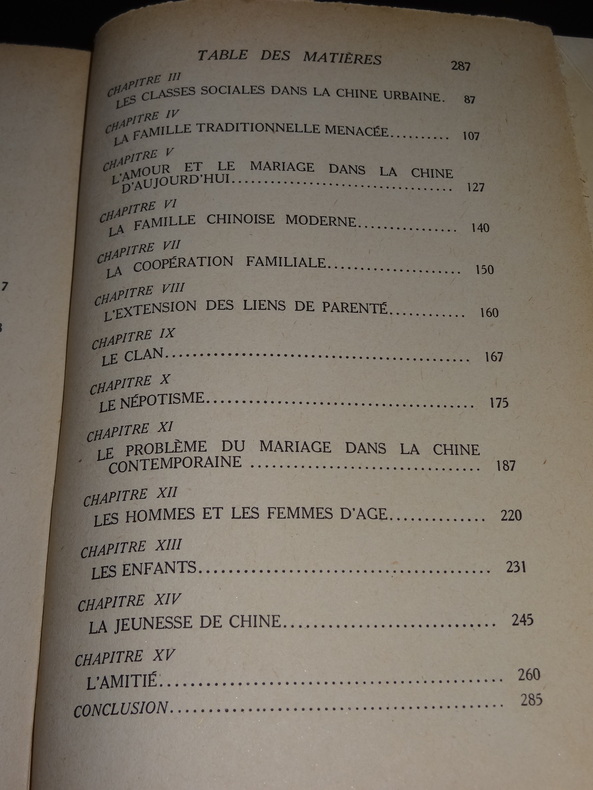 TABLE DES MATIÈRES 287
CHAPITRE III
LES CLASSES SOCIALES DANS LA CHINE URBAINE. 87
CHAPITRE IV
LA FAMILLE TRADITIONNELLE MENACÉE.......... 107
CHAPITRE V
L'AMOUR ET LE MARIAGE DANS LA CHINE
D'AUJOURD'HUI.................................. 127
CHAPITRE VI
LA FAMILLE CHINOISE MODERNE................. 140
CHAPITRE VII
LA COOPÉRATION FAMILIALE.................... 150
CHAPITRE VIII
L'EXTENSION DES LIENS DE PARENTÉ............ 160
CHAPITRE IX
LE CLAN............................................. 167
CHAPITRE X
LE NÉPOTISME....................................... 175
CHAPITRE XI
LE PROBLÈME DU MARIAGE DANS LA CHINE
CONTEMPORAINE ................................ 187
CHAPITRE XII
LES HOMMES ET LES FEMMES D'AGE............. 220
CHAPITRE XIII
LES ENFANTS......................................... 231
CHAPITRE XIV
LA JEUNESSE DE CHINE............................ 245
CHAPITRE XV
L'AMITIÉ............................................. 260
CONCLUSION........................................... 285
7